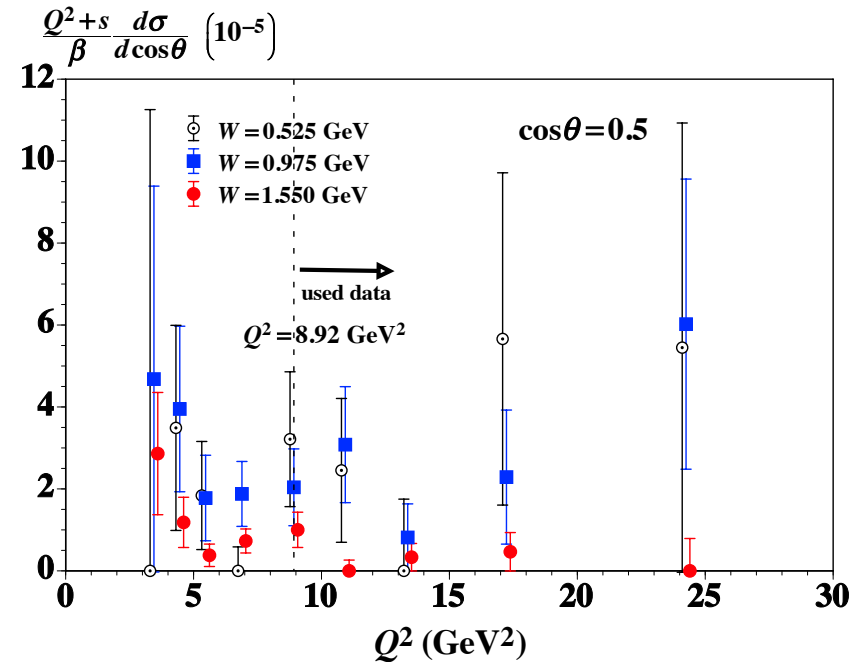 Q²+s/β dσ/dcosθ (10⁻⁵)
12
10
8
6
4
2
0
W=0.525 GeV
W=0.975 GeV
W=1.550 GeV
cosθ=0.5
used data
Q²=8.92 GeV²
0 5 10 15 20 25 30
Q² (GeV²)